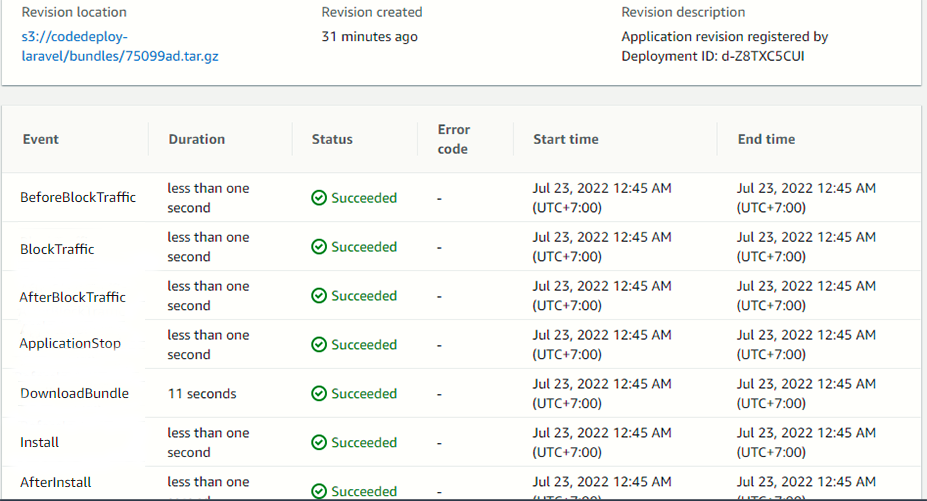 Revision location
Revision created
Revision description
s3://codedeploy-
laravel/bundles/75099ad.tar.gz
31 minutes ago
Application revision registered by
Deployment ID: d-Z8TXC5CUI
Event
Duration
Status
Error
code
Start time
End time
BeforeBlockTraffic
less than one
second
Succeeded
-
Jul 23, 2022 12:45 AM
(UTC+7:00)
Jul 23, 2022 12:45 AM
(UTC+7:00)
BlockTraffic
less than one
second
Succeeded
-
Jul 23, 2022 12:45 AM
(UTC+7:00)
Jul 23, 2022 12:45 AM
(UTC+7:00)
AfterBlockTraffic
less than one
second
Succeeded
-
Jul 23, 2022 12:45 AM
(UTC+7:00)
Jul 23, 2022 12:45 AM
(UTC+7:00)
ApplicationStop
less than one
second
Succeeded
-
Jul 23, 2022 12:45 AM
(UTC+7:00)
Jul 23, 2022 12:45 AM
(UTC+7:00)
DownloadBundle
11 seconds
Succeeded
-
Jul 23, 2022 12:45 AM
(UTC+7:00)
Jul 23, 2022 12:45 AM
(UTC+7:00)
Install
less than one
second
Succeeded
-
Jul 23, 2022 12:45 AM
(UTC+7:00)
Jul 23, 2022 12:45 AM
(UTC+7:00)
AfterInstall
less than one
Succeeded
-
Jul 23, 2022 12:45 AM
Jul 23, 2022 12:45 AM